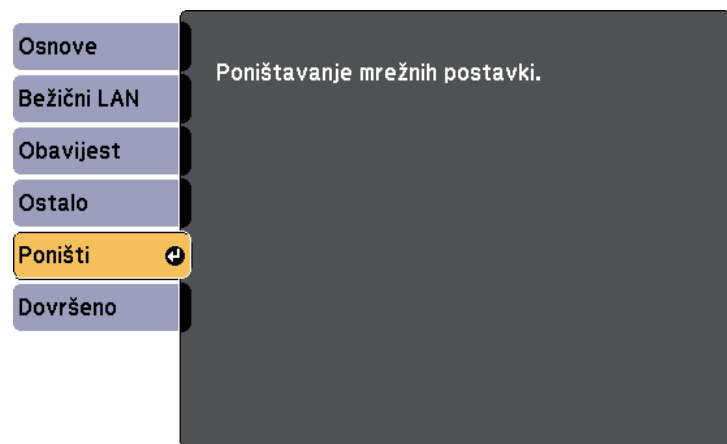 Osnove
Bežični LAN
Obavijest
Ostalo
Poništi
Dovršeno
Poništavanje mrežnih postavki.